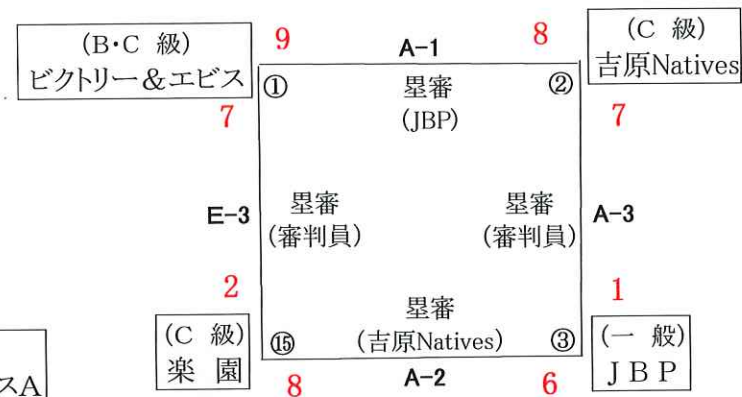 (B・C 級)
ビクトリー&エビス
9
A-1
8
(C 級)
吉原Natives
①
塁審
(JBP)
②
7
7
E-3
塁審
(審判員)
塁審
(審判員)
A-3
2
1
(C 級)
楽 園
⑮
塁審
(吉原Natives)
③
(一 般)
J B P
スA
8
A-2
6